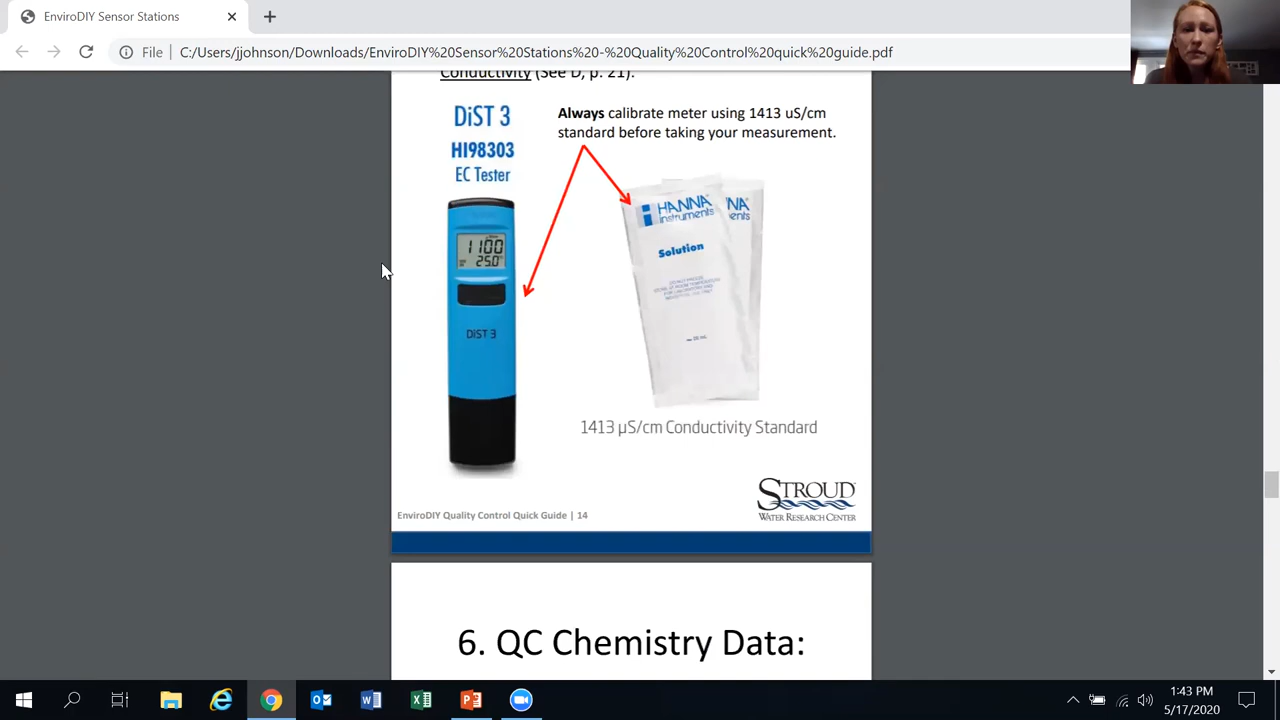 EnviroDIY Sensor Stations
File
C:/Users/jjohnson/Downloads/EnviroDIY%20Sensor%20Stations%20-%20Quality%20Control%20quick%20guide.pdf
Conductivity (See D, p. 21).
DiST 3
HI98303
EC Tester
Always calibrate meter using 1413 uS/cm
standard before taking your measurement.
1100
25.0°
DiST 3
HANNA
instruments
Solution
1413 µS/cm Conductivity Standard
EnviroDIY Quality Control Quick Guide | 14
STROUD
WATER RESEARCH CENTER
6. QC Chemistry Data:
1:43 PM
5/17/2020